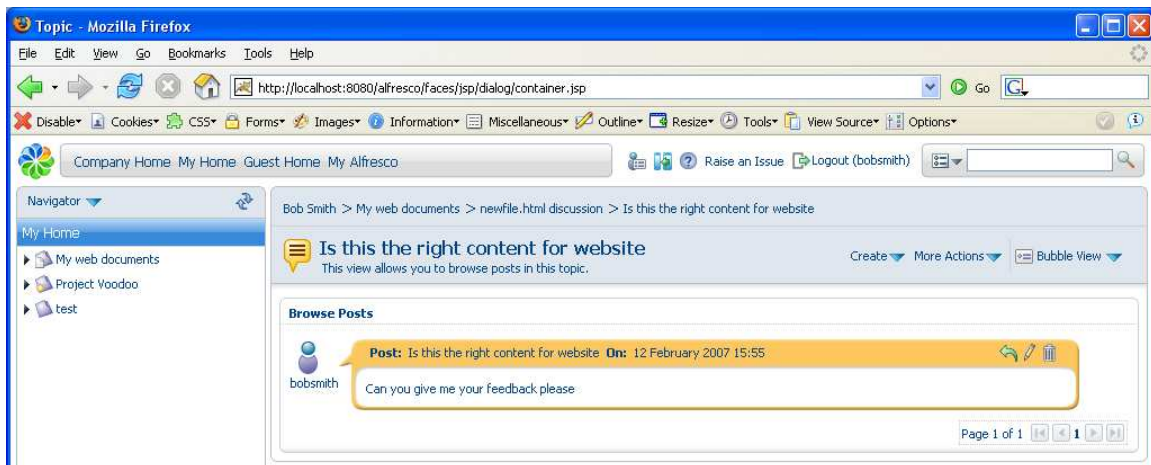 Topic - Mozilla Firefox
File Edit View Go Bookmarks Tools Help
http://localhost:8080/alfresco/faces/jsp/dialog/container.jsp Go G
Disable Cookies CSS Forms Images Information Miscellaneous Outline Resize Tools View Source Options
Company Home My Home Guest Home My Alfresco Raise an Issue Logout (bobsmith)
Navigator
Bob Smith > My web documents > newfile.html discussion > Is this the right content for website
My Home
My web documents
Project Voodoo
test
Is this the right content for website
This view allows you to browse posts in this topic.
Create More Actions Bubble View
Browse Posts
Post: Is this the right content for website On: 12 February 2007 15:55
bobsmith
Can you give me your feedback please
Page 1 of 1 1